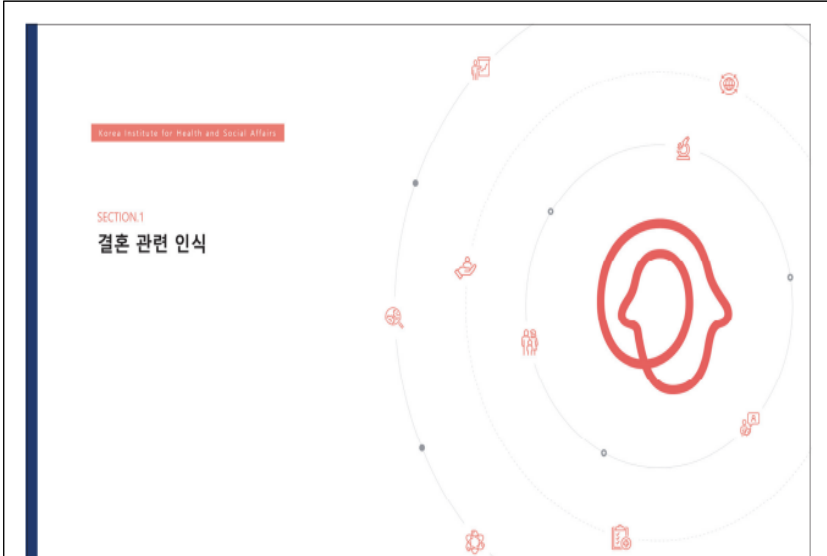 Korea Institute for Health and Social Affairs
SECTION.1
결혼 관련 인식